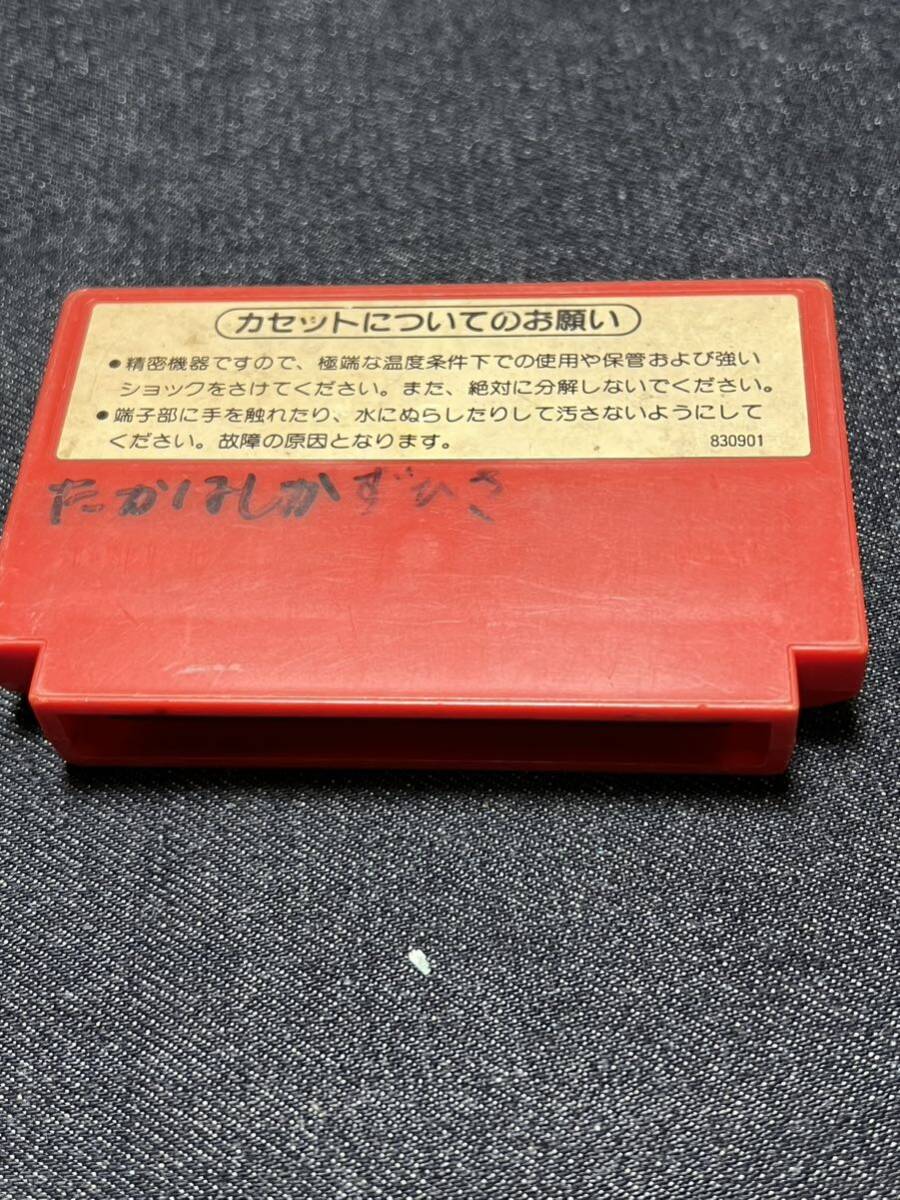 カセットについてのお願い
●精密機器ですので、極端な温度条件下での使用や保管および強い
ショックをさけてください。また、絶対に分解しないでください。
●端子部に手を触れたり、水にぬらしたりして汚さないようにして
ください。故障の原因となります。 830901
たかはしかずひさ